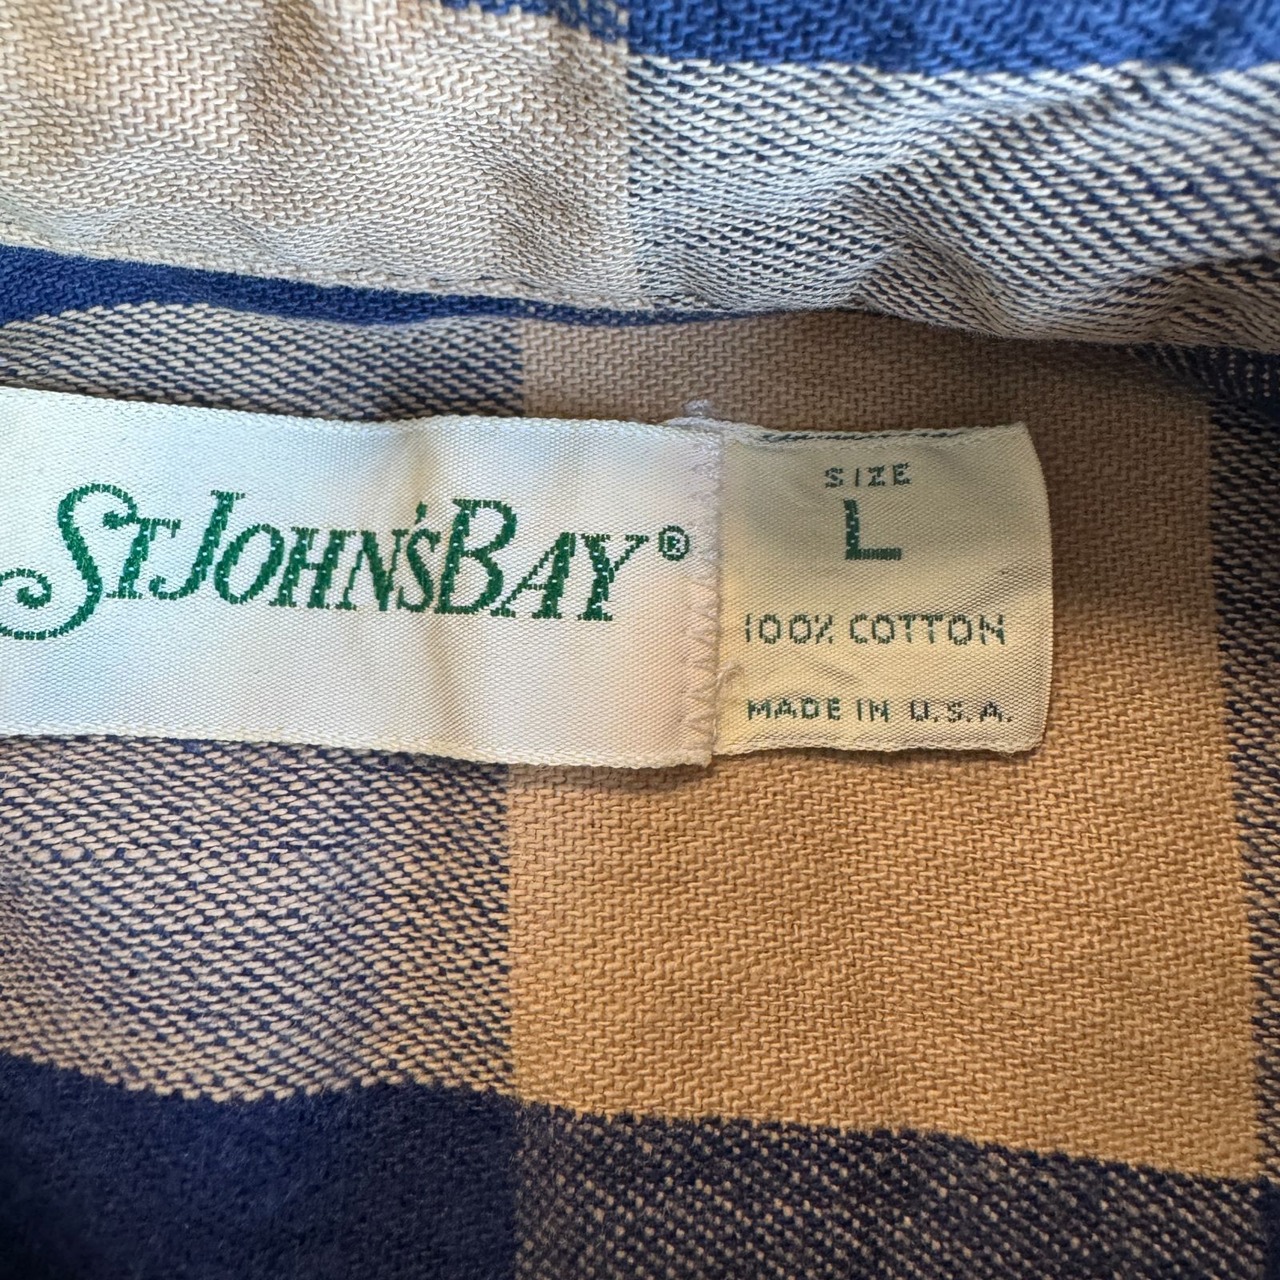 St John's Bay®
SIZE
L
100% COTTON
MADE IN U.S.A.